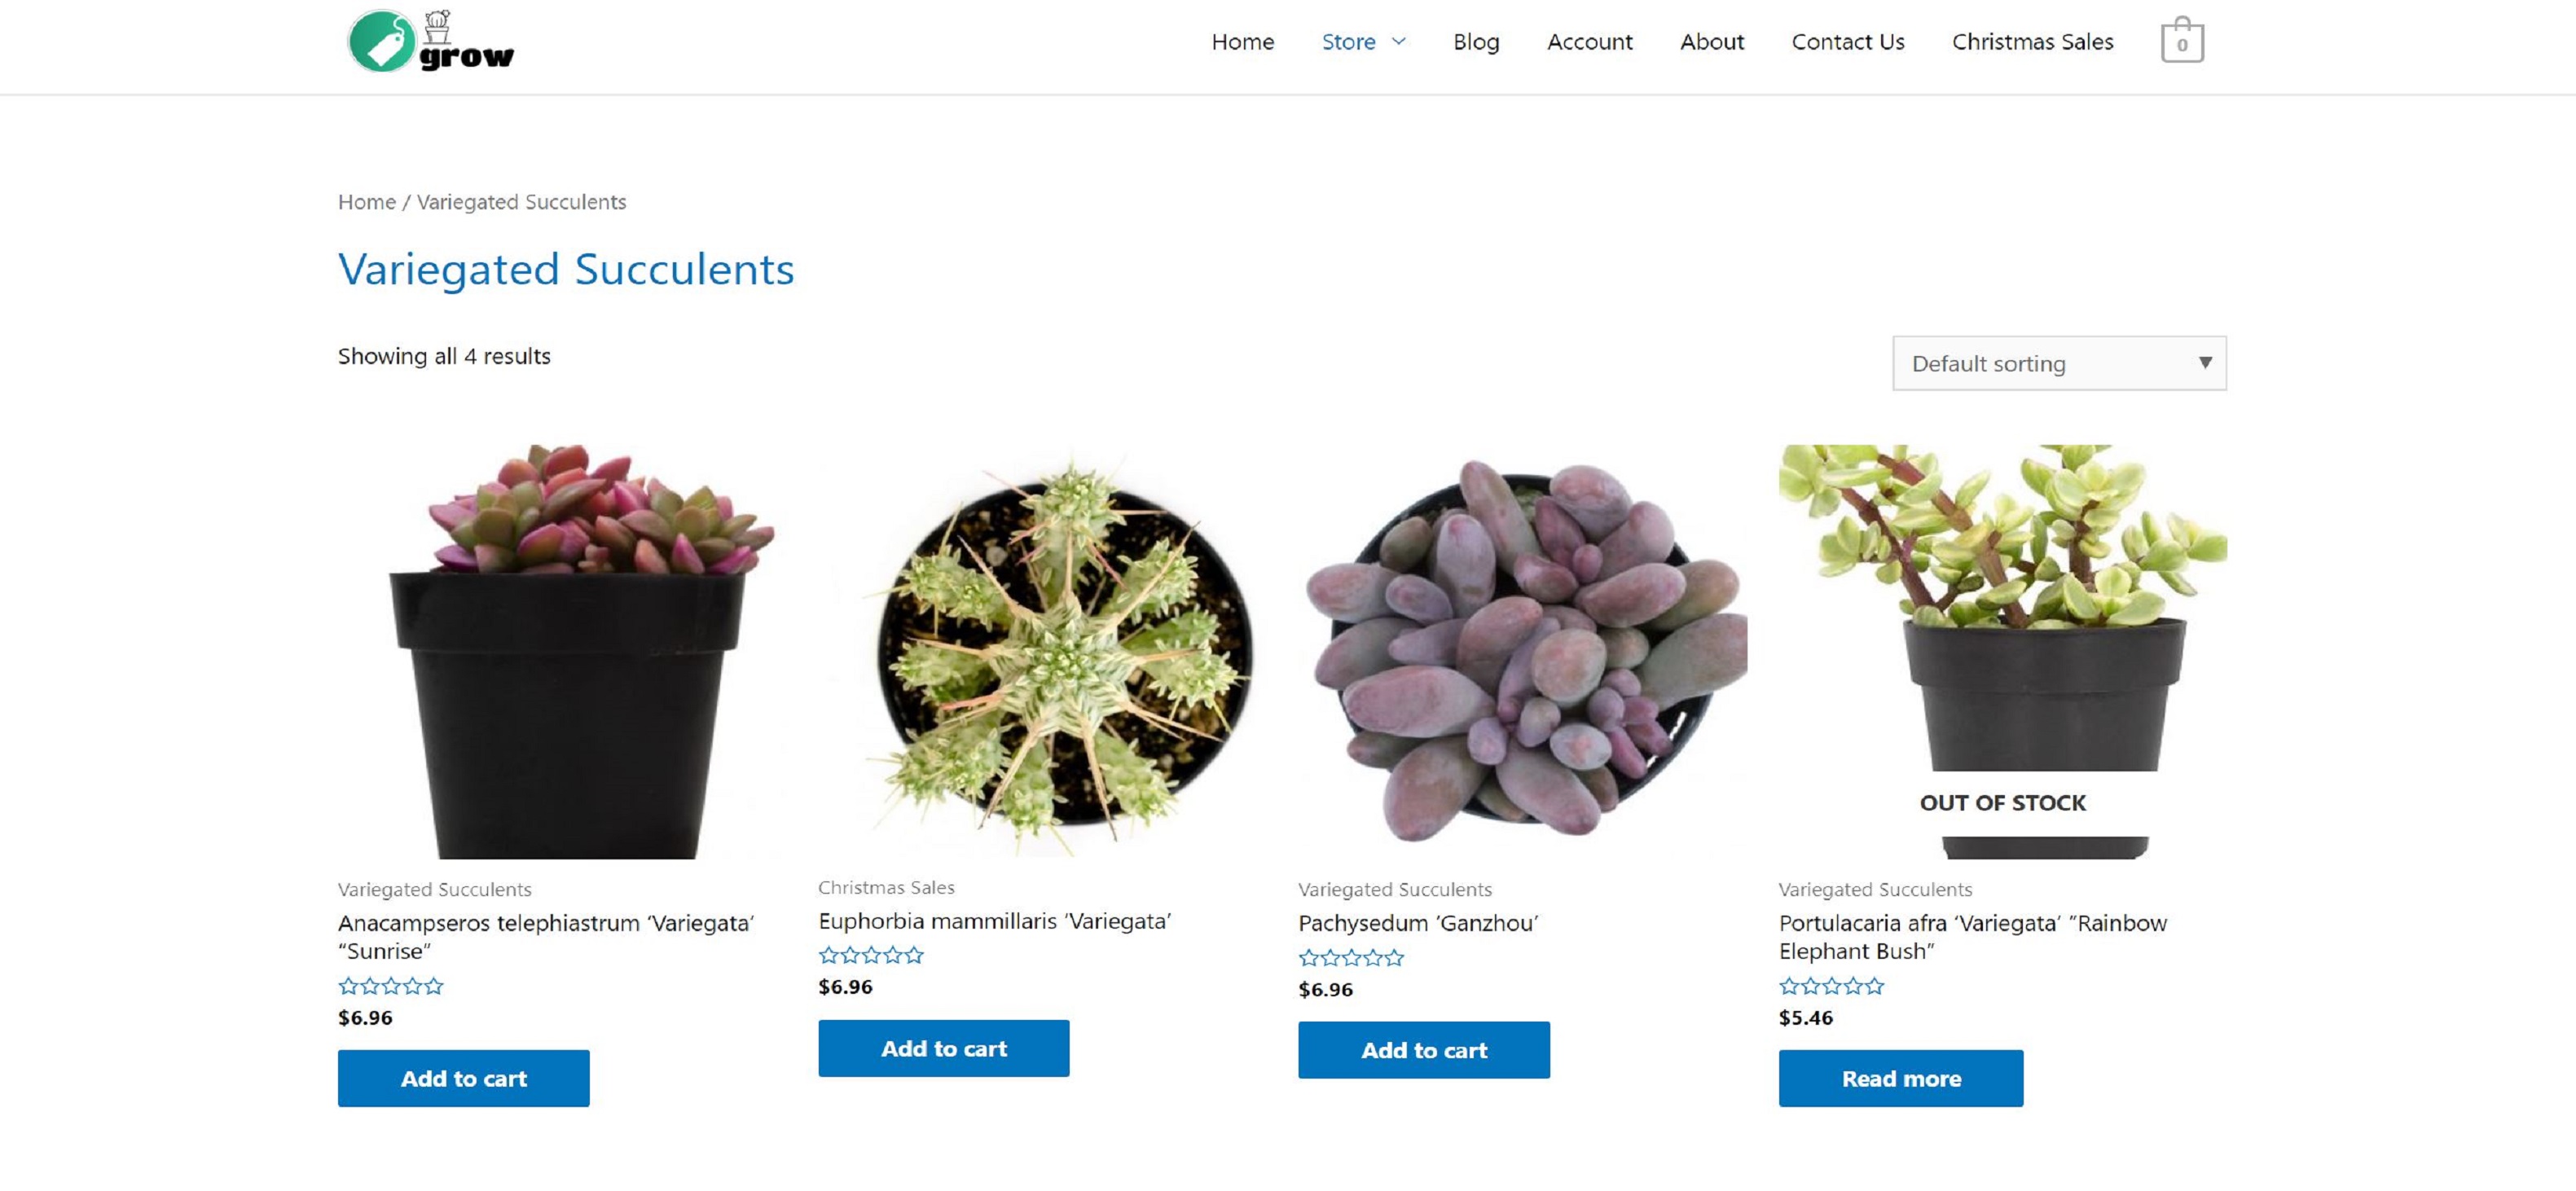 grow
Home Store Blog Account About Contact Us Christmas Sales 0
Home / Variegated Succulents
Variegated Succulents
Showing all 4 results
Default sorting
OUT OF STOCK
Variegated Succulents
Anacampseros telephiastrum ‘Variegata’
“Sunrise”
$6.96
Add to cart
Christmas Sales
Euphorbia mammillaris ‘Variegata’
$6.96
Add to cart
Variegated Succulents
Pachysedum ‘Ganzhou’
$6.96
Add to cart
Variegated Succulents
Portulacaria afra ‘Variegata’ ”Rainbow
Elephant Bush”
$5.46
Read more